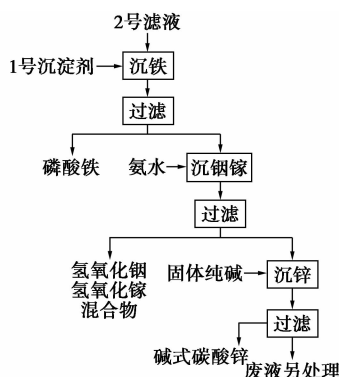 2号滤液
1号沉淀剂
沉铁
过滤
磷酸铁
氨水
沉铟镓
过滤
氢氧化铟
氢氧化镓
混合物
固体纯碱
沉锌
过滤
碱式碳酸锌
废液另处理